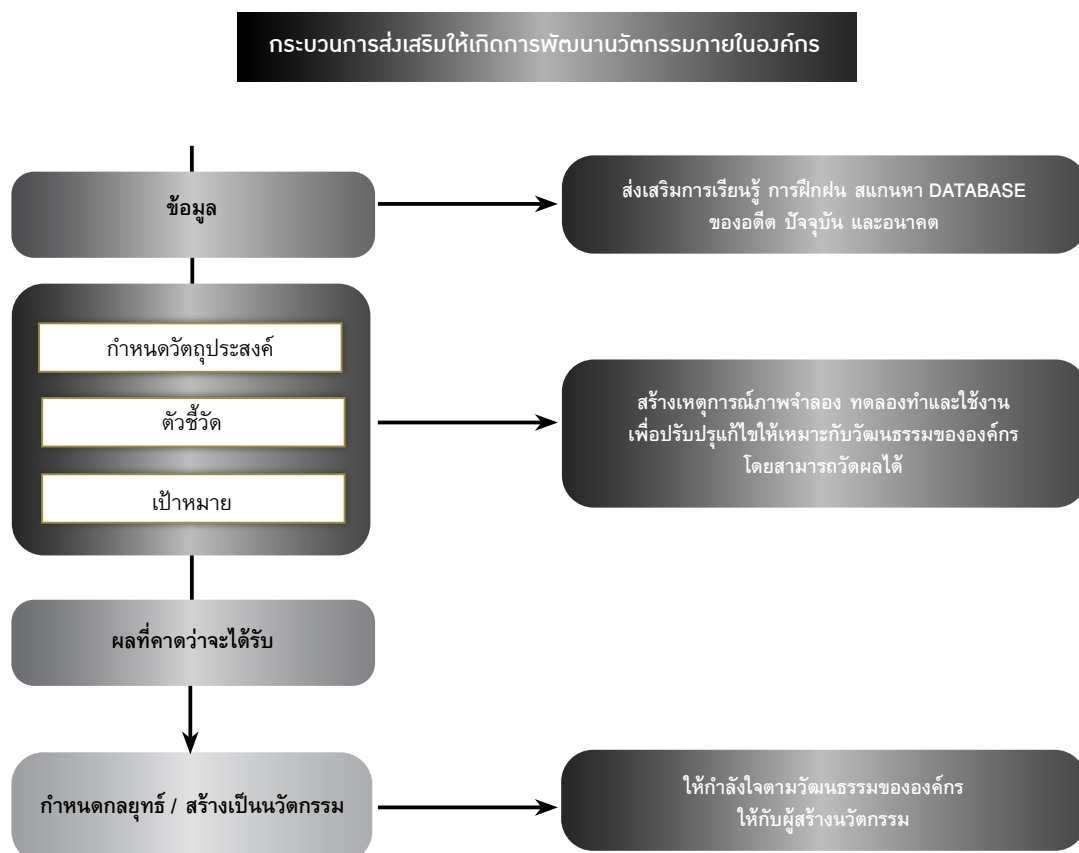 กระบวนการส่งเสริมให้เกิดการพัฒนานวัตกรรมภายในองค์กร
ข้อมูล
ส่งเสริมการเรียนรู้ การฝึกฝน สแกนหา DATABASE
ของอดีต ปัจจุบัน และอนาคต
กำหนดวัตถุประสงค์
ตัวชี้วัด
เป้าหมาย
สร้างเหตุการณ์ภาพจำลอง ทดลองทำและใช้งาน
เพื่อปรับปรุแก้ไขให้เหมาะกับวัฒนธรรมขององค์กร
โดยสามารถวัดผลได้
ผลที่คาดว่าจะได้รับ
กำหนดกลยุทธ์ / สร้างเป็นนวัตกรรม
ให้กำลังใจตามวัฒนธรรมขององค์กร
ให้กับผู้สร้างนวัตกรรม